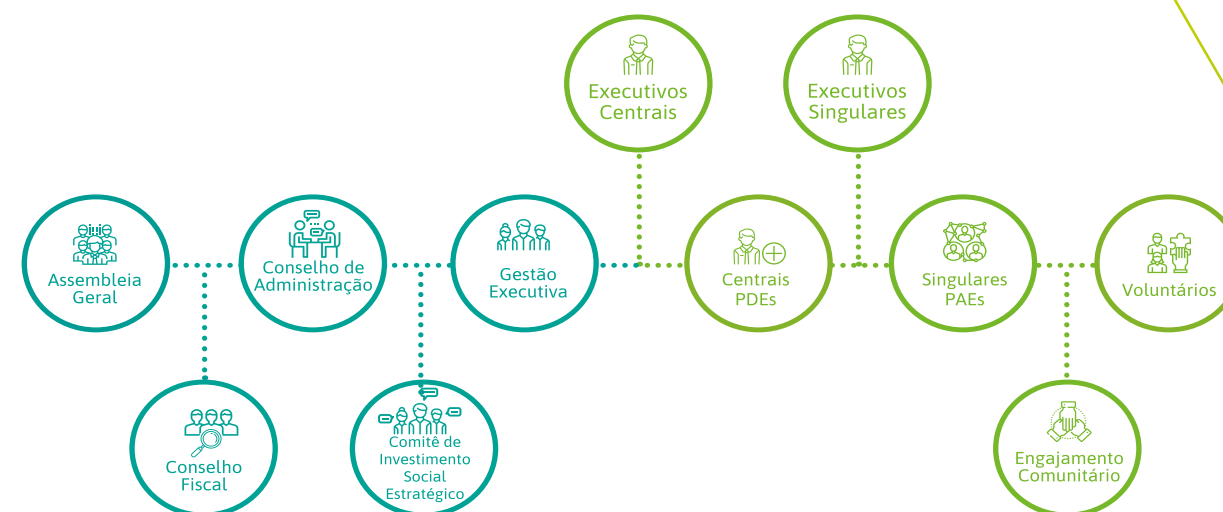 Executivos
Centrais
Executivos
Singulares
Assembleia
Geral
Conselho de
Administração
Gestão
Executiva
Centrais
PDEs
Singulares
PAEs
Voluntários
Conselho
Fiscal
Comitê de
Investimento
Social
Estratégico
Engajamento
Comunitário